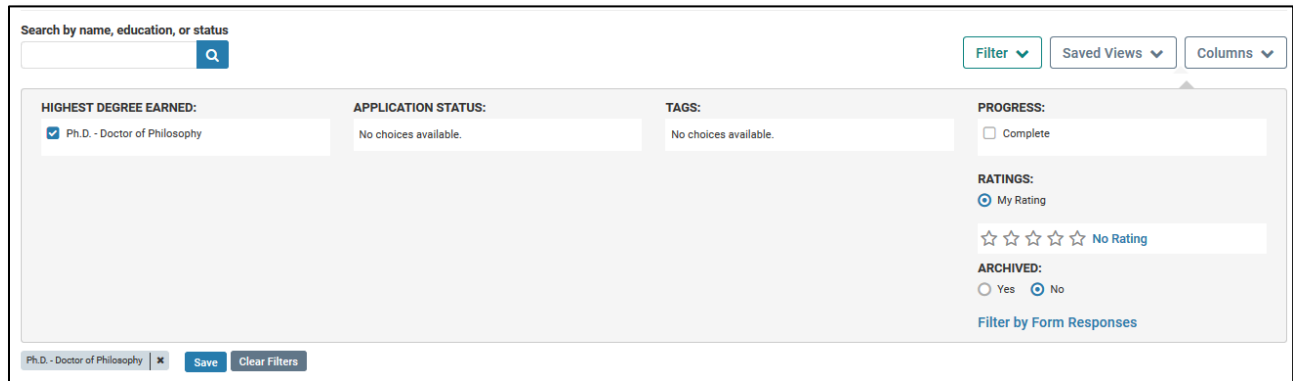 Search by name, education, or status
Filter
Saved Views
Columns
HIGHEST DEGREE EARNED:
Ph.D. - Doctor of Philosophy
APPLICATION STATUS:
No choices available.
TAGS:
No choices available.
PROGRESS:
Complete
RATINGS:
My Rating
No Rating
ARCHIVED:
Yes No
Filter by Form Responses
Ph.D. - Doctor of Philosophy Save Clear Filters